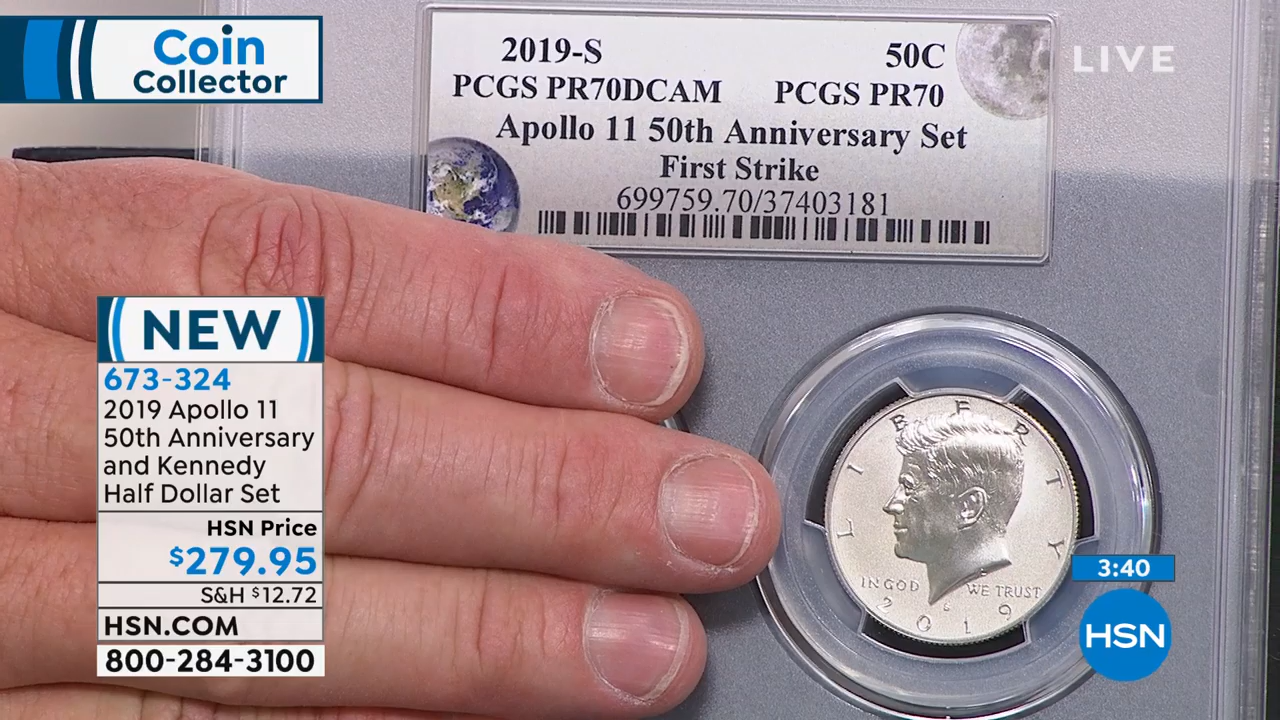 Coin
Collector
LIVE
2019-S 50C
PCGS PR70DCAM PCGS PR70
Apollo 11 50th Anniversary Set
First Strike
699759.70/37403181
NEW
673-324
2019 Apollo 11
50th Anniversary
and Kennedy
Half Dollar Set
HSN Price
$279.95
S&H $12.72
HSN.COM
800-284-3100
LIBERTY
IN GOD WE TRUST
S
2019
3:40
HSN